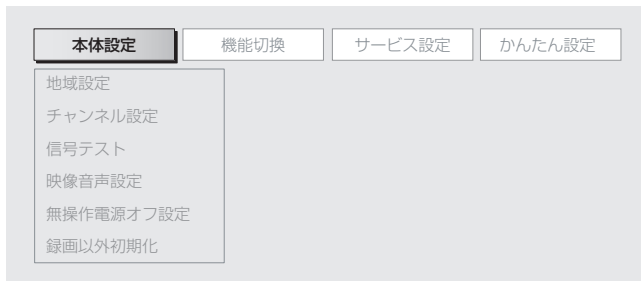 本体設定 機能切換 サービス設定 かんたん設定
地域設定
チャンネル設定
信号テスト
映像音声設定
無操作電源オフ設定
録画以外初期化